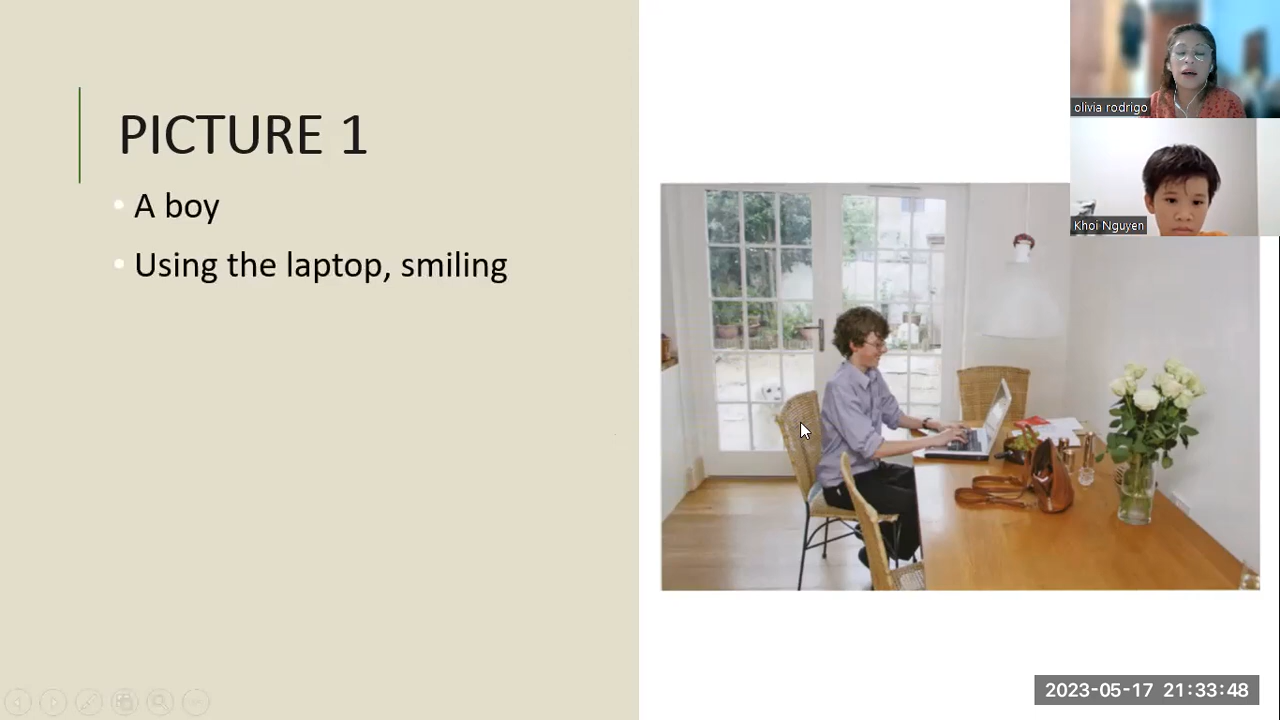 PICTURE 1
A boy
Using the laptop, smiling
olivia rodrigo
Khoi Nguyen
2023-05-17 21:33:48